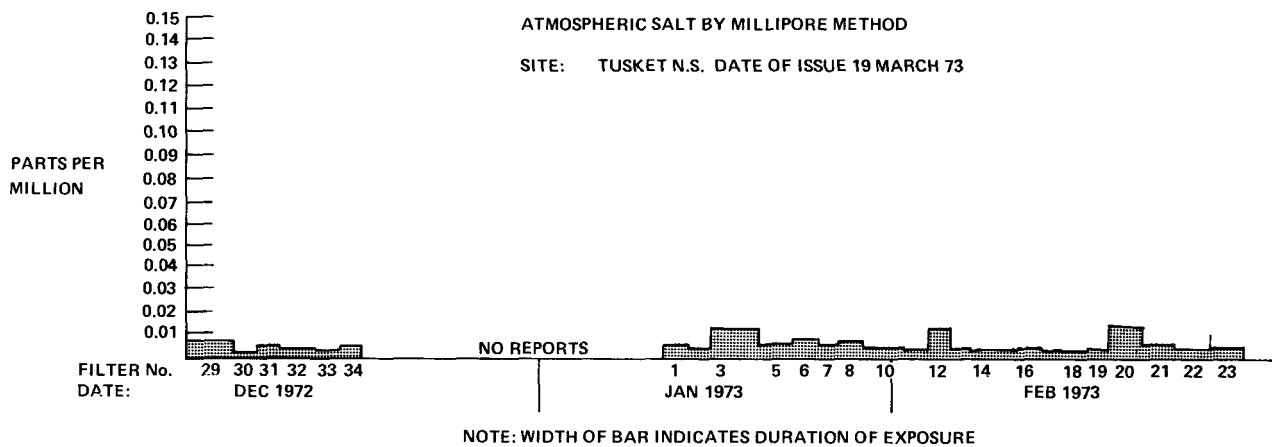 ATMOSPHERIC SALT BY MILLIPORE METHOD
SITE: TUSKET N.S. DATE OF ISSUE 19 MARCH 73
PARTS PER
MILLION
0.15
0.14
0.13
0.12
0.11
0.10
0.09
0.08
0.07
0.06
0.05
0.04
0.03
0.02
0.01
NO REPORTS
FILTER No. 29 30 31 32 33 34 1 3 5 6 7 8 10 12 14 16 18 19 20 21 22 23
DATE: DEC 1972 JAN 1973 FEB 1973
NOTE: WIDTH OF BAR INDICATES DURATION OF EXPOSURE